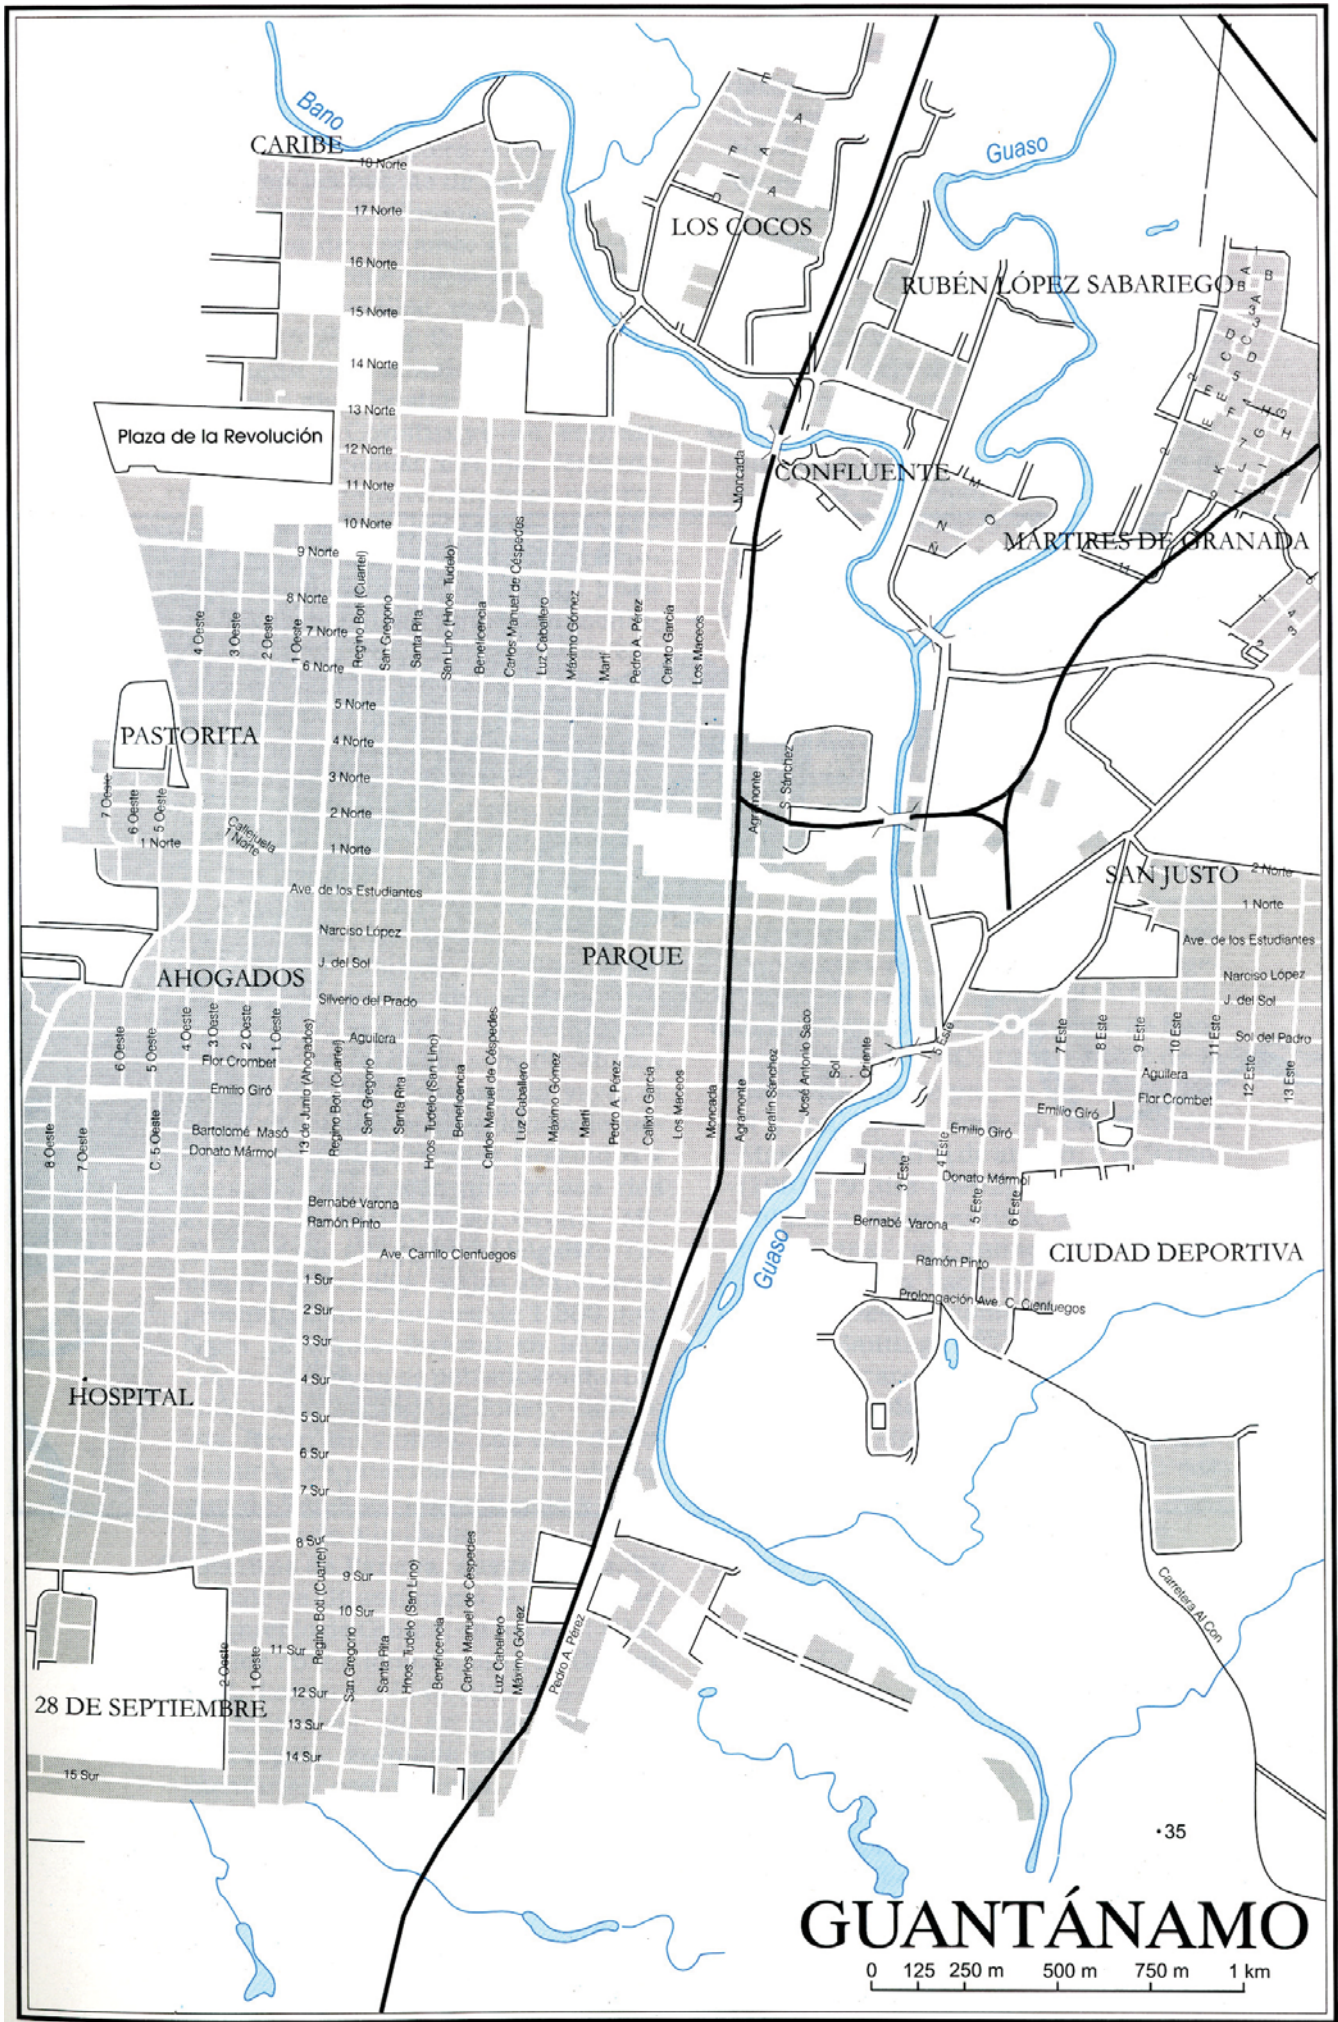 Bano
CARIBE
18 Norte
Guaso
17 Norte
LOS COCOS
16 Norte
RUBÉN LÓPEZ SABARIEGO
15 Norte
14 Norte
13 Norte
Plaza de la Revolución
12 Norte
Moncada
CONFLUENTE
11 Norte
10 Norte
MARTIRES DE GRANADA
9 Norte
8 Norte
7 Norte
6 Norte
4 Oeste
3 Oeste
2 Oeste
1 Oeste
Regino Boti (Cuartel)
San Gregorio
Santa Rita
San Lino (Hnos. Tudelo)
Beneficencia
Carlos Manuel de Céspedos
Luz Caballero
Máximo Gómez
Martí
Pedro A. Pérez
Calixto García
Los Maceos
5 Norte
PASTORITA
4 Norte
3 Norte
2 Norte
1 Norte
7 Oeste
6 Oeste
5 Oeste
1 Norte
Callejuela
1 Norte
Agramonte
S. Sánchez
SAN JUSTO
2 Norte
1 Norte
Ave. de los Estudiantes
Ave. de los Estudiantes
Narciso López
PARQUE
J. del Sol
AHOGADOS
Narciso López
Silverio del Prado
J. del Sol
Aguilera
Sol del Padro
6 Oeste
5 Oeste
4 Oeste
3 Oeste
2 Oeste
1 Oeste
Flor Crombet
Emilio Giró
Bartolomé Masó
Donato Mármol
8 Oeste
7 Oeste
C. 5 Oeste
13 de Junio (Ahogados)
Regino Boti (Cuartel)
San Gregorio
Santa Rita
Hnos. Tudelo (San Lino)
Beneficencia
Carlos Manuel de Céspedes
Luz Caballero
Máximo Gómez
Martí
Pedro A. Pérez
Calixto García
Los Maceos
Moncada
Agramonte
Serafín Sánchez
José Antonio Saco
Sol
Oriente
5 Este
7 Este
8 Este
9 Este
10 Este
11 Este
12 Este
13 Este
Aguilera
Flor Crombet
Emilio Giró
Emilio Giró
3 Este
4 Este
Donato Mármol
5 Este
6 Este
Bernabé Varona
Bernabé Varona
Ramón Pinto
Guaso
Ramón Pinto
CIUDAD DEPORTIVA
Ave. Camilo Cienfuegos
Prolongación Ave. C. Cienfuegos
1 Sur
2 Sur
3 Sur
4 Sur
HOSPITAL
5 Sur
6 Sur
7 Sur
8 Sur
9 Sur
10 Sur
11 Sur
12 Sur
13 Sur
14 Sur
2 Oeste
1 Oeste
Regino Boti (Cuartel)
San Gregorio
Santa Rita
Hnos. Tudelo (San Lino)
Beneficencia
Carlos Manuel de Céspedes
Luz Caballero
Máximo Gómez
Pedro A. Pérez
Carretera Al Con
28 DE SEPTIEMBRE
15 Sur
35
GUANTÁNAMO
0 125 250 m 500 m 750 m 1 km